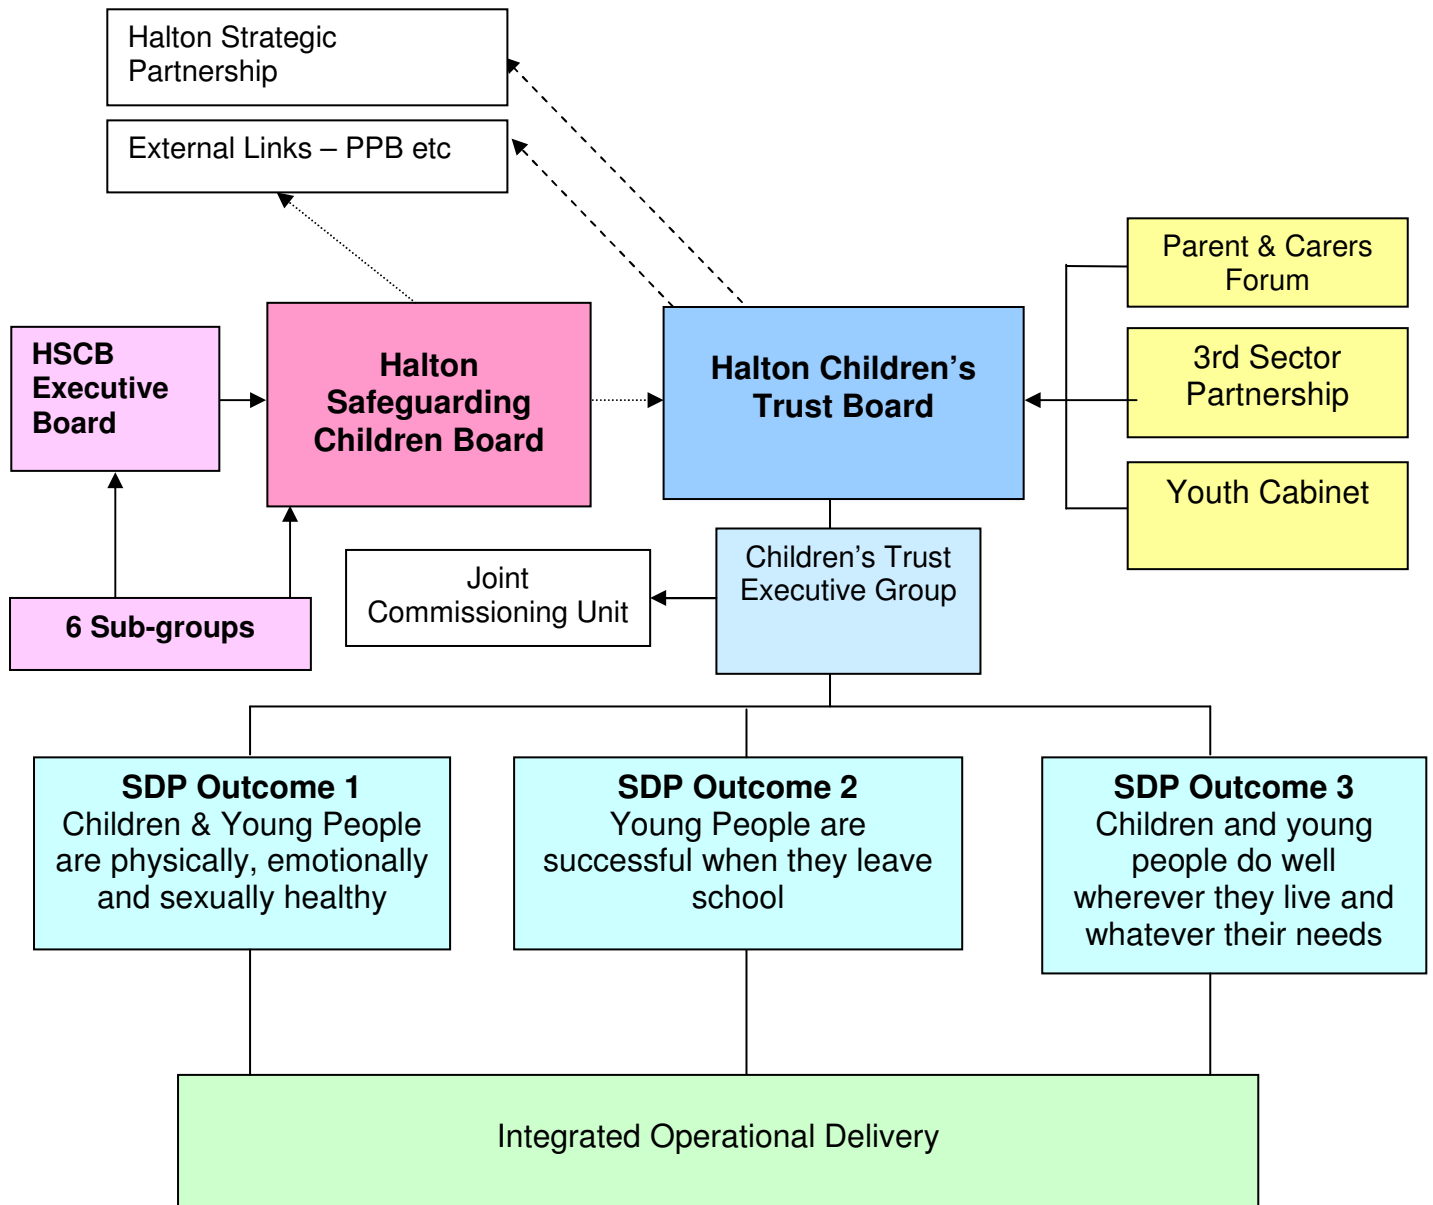 Halton Strategic
Partnership
External Links – PPB etc
Parent & Carers
Forum
HSCB
Executive
Board
Halton
Safeguarding
Children Board
Halton Children’s
Trust Board
3rd Sector
Partnership
Youth Cabinet
Joint
Commissioning Unit
Children’s Trust
Executive Group
6 Sub-groups
SDP Outcome 1
Children & Young People
are physically, emotionally
and sexually healthy
SDP Outcome 2
Young People are
successful when they leave
school
SDP Outcome 3
Children and young
people do well
wherever they live and
whatever their needs
Integrated Operational Delivery